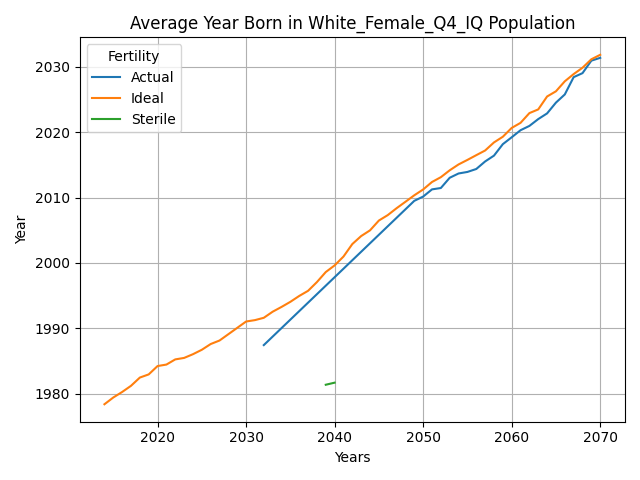 Average Year Born in White_Female_Q4_IQ Population
Fertility
Actual
Ideal
Sterile
2030
2020
2010
2000
1990
1980
Year
2020
2030
2040
2050
2060
2070
Years